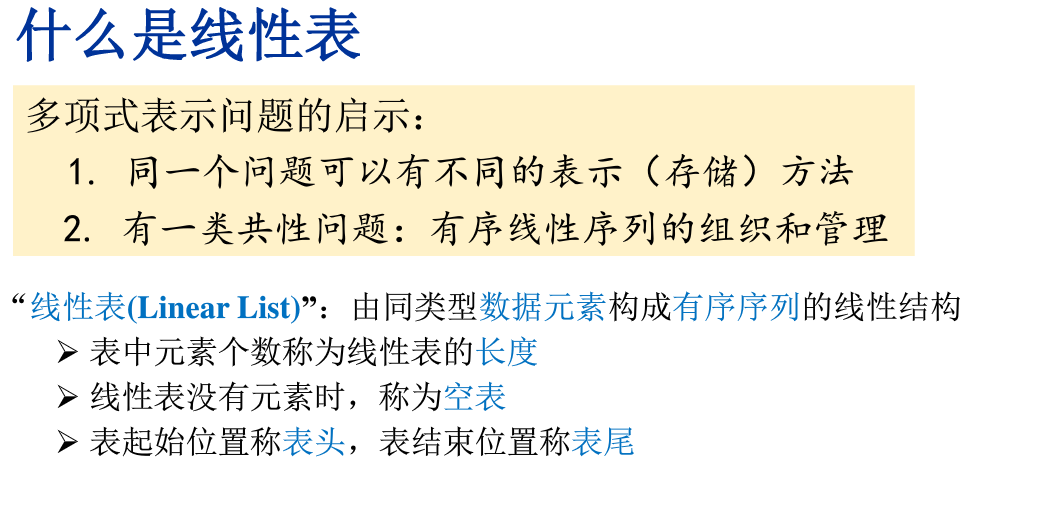 什么是线性表
多项式表示问题的启示：
1. 同一个问题可以有不同的表示（存储）方法
2. 有一类共性问题：有序线性序列的组织和管理
“线性表(Linear List)”：由同类型数据元素构成有序序列的线性结构
➢ 表中元素个数称为线性表的长度
➢ 线性表没有元素时，称为空表
➢ 表起始位置称表头，表结束位置称表尾